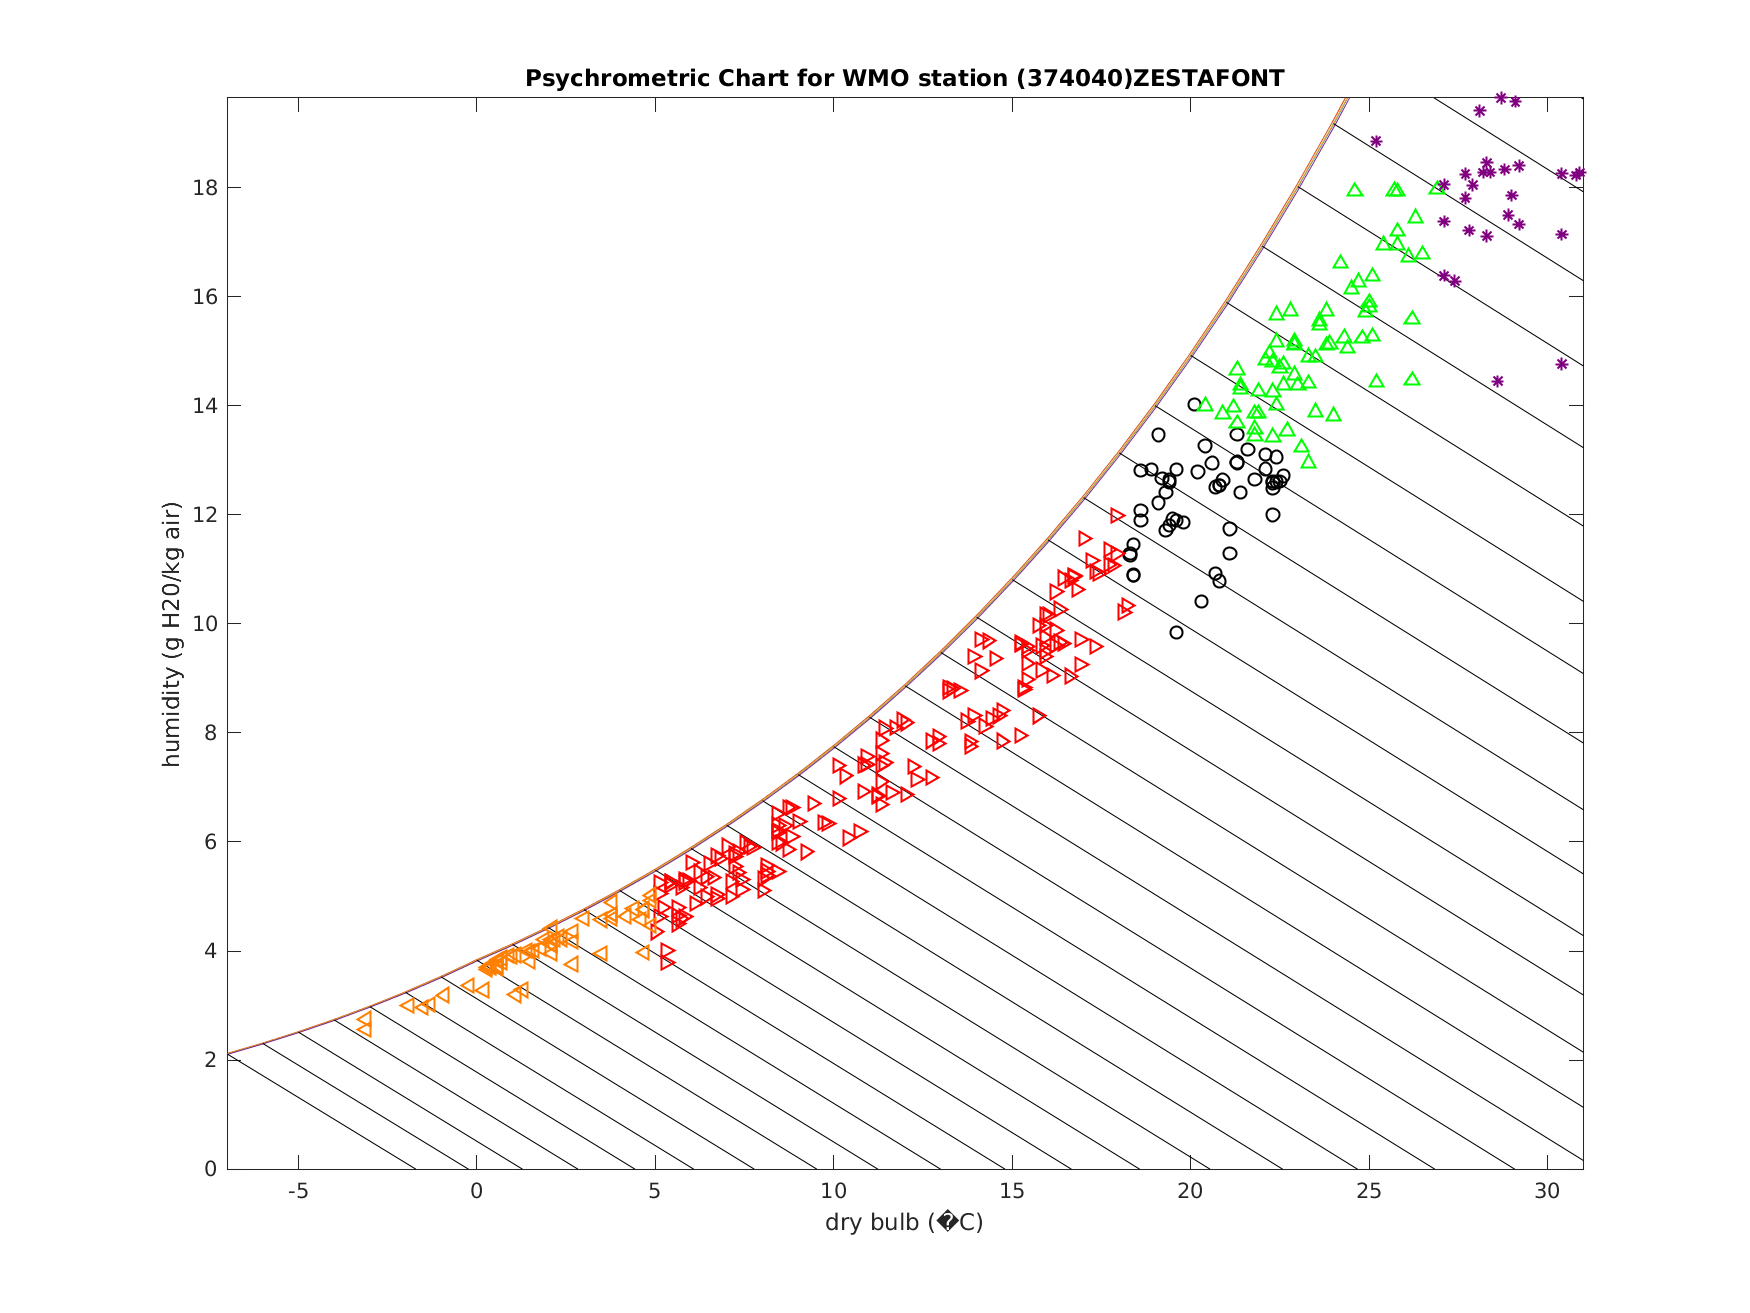 Psychrometric Chart for WMO station (374040)ZESTAFONT
humidity (g H20/kg air)
18
16
14
12
10
8
6
4
2
0
-5 0 5 10 15 20 25 30
dry bulb (�C)